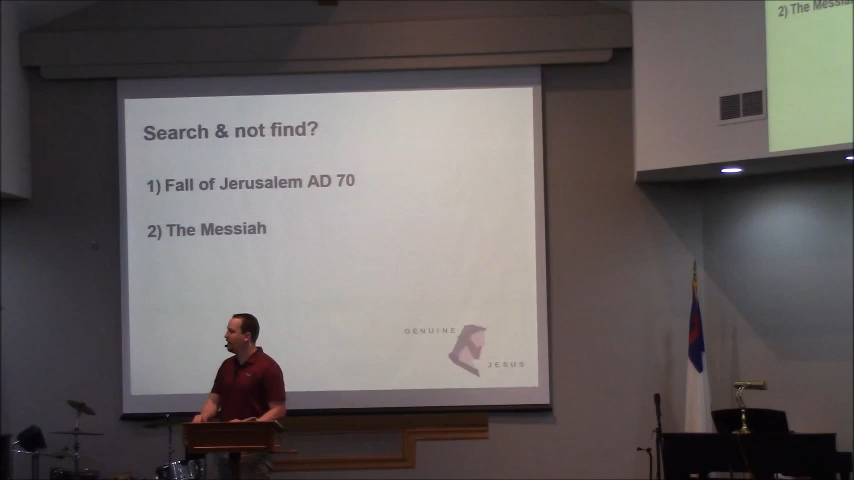 Search & not find?
1) Fall of Jerusalem AD 70
2) The Messiah
GENUINE
JESUS
2) The Messiah